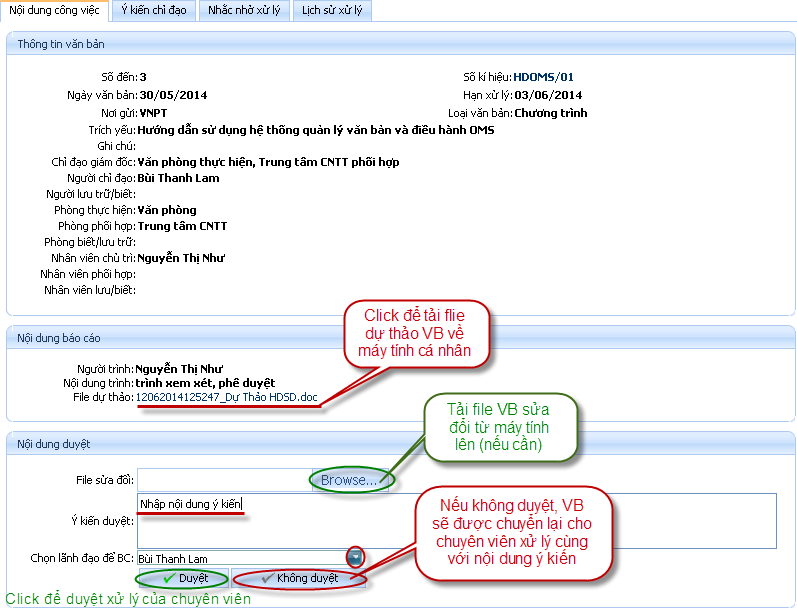 Nội dung công việc Ý kiến chỉ đạo Nhắc nhở xử lý Lịch sử xử lý
Thông tin văn bản
Số đến: 3 Số kí hiệu: HDOMS/01
Ngày văn bản: 30/05/2014 Hạn xử lý: 03/06/2014
Nơi gửi: VNPT Loại văn bản: Chương trình
Trích yếu: Hướng dẫn sử dụng hệ thống quản lý văn bản và điều hành OMS
Ghi chú:
Chỉ đạo giám đốc: Văn phòng thực hiện, Trung tâm CNTT phối hợp
Người chỉ đạo: Bùi Thanh Lam
Người lưu trữ/biết:
Phòng thực hiện: Văn phòng
Phòng phối hợp: Trung tâm CNTT
Phòng biết/lưu trữ:
Nhân viên chủ trì: Nguyễn Thị Như
Nhân viên phối hợp:
Nhân viên lưu/biết:
Click để tải flie
dự thảo VB về
máy tính cá nhân
Nội dung báo cáo
Người trình: Nguyễn Thị Như
Nội dung trình: trình xem xét, phê duyệt
File dự thảo: 12062014125247_Dự Thảo HDSD.doc
Tải file VB sửa
đổi từ máy tính
lên (nếu cần)
Nội dung duyệt
File sửa đổi: Browse...
Ý kiến duyệt: Nhập nội dung ý kiến
Nếu không duyệt, VB
sẽ được chuyển lại cho
chuyên viên xử lý cùng
với nội dung ý kiến
Chọn lãnh đạo để BC: Bùi Thanh Lam
Duyệt Không duyệt
Click để duyệt xử lý của chuyên viên